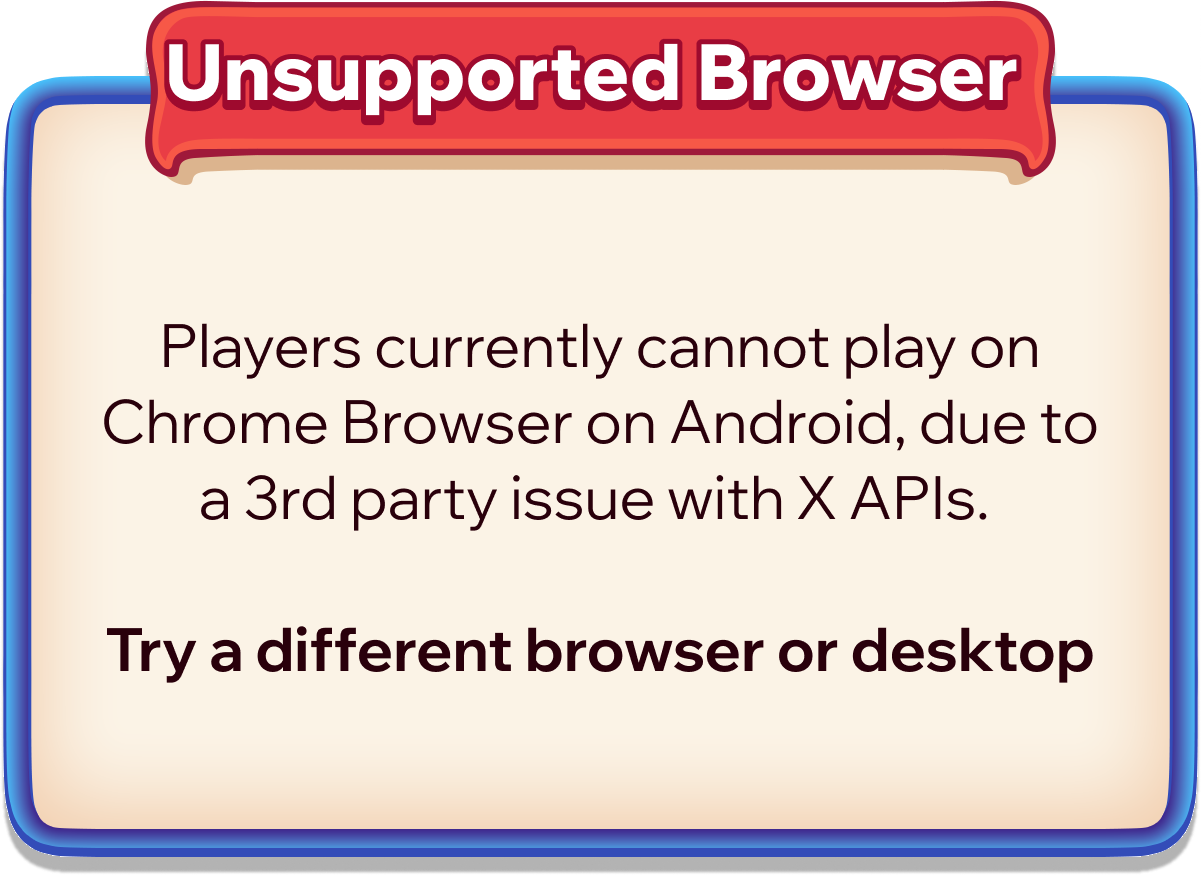 Unsupported Browser
Players currently cannot play on
Chrome Browser on Android, due to
a 3rd party issue with X APIs.
Try a different browser or desktop